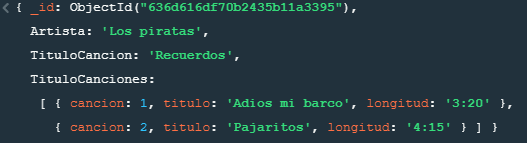 < { _id: ObjectId("636d616df70b2435b11a3395"),
Artista: 'Los piratas',
TituloCancion: 'Recuerdos',
TituloCanciones:
[ { cancion: 1, titulo: 'Adios mi barco', longitud: '3:20' },
{ cancion: 2, titulo: 'Pajaritos', longitud: '4:15' } ] }